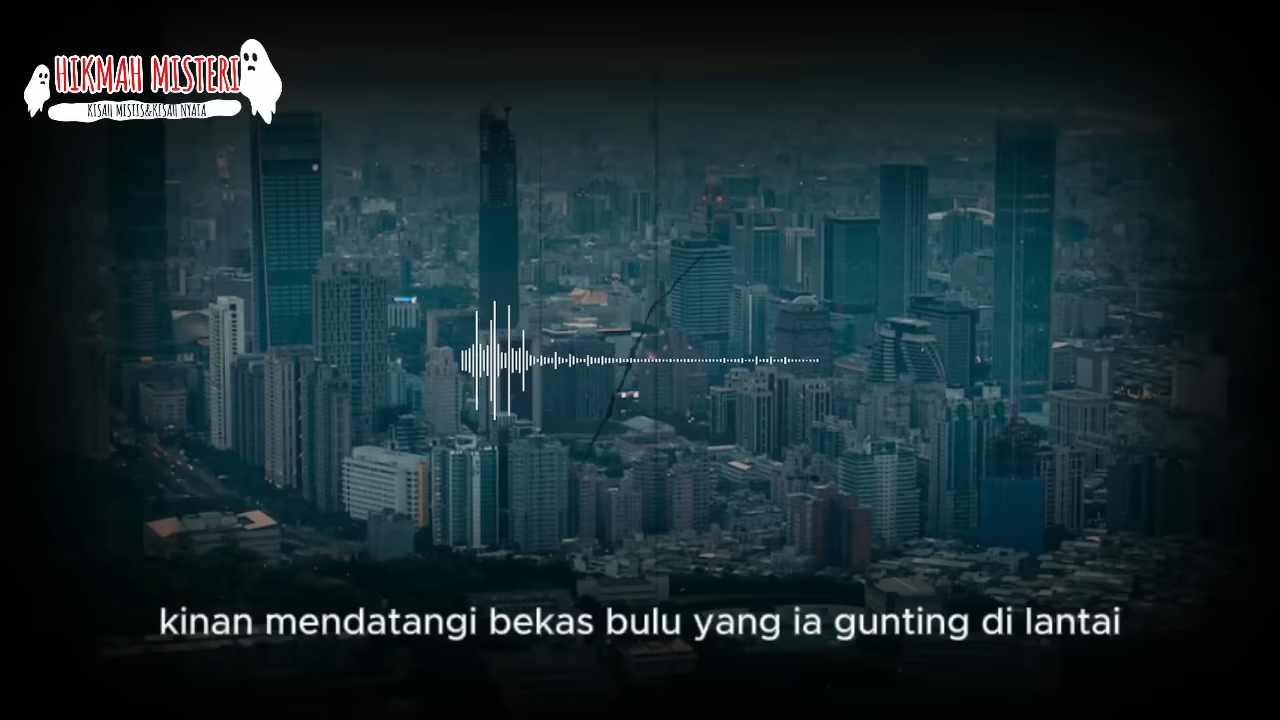 HIKMAH MISTERI
KISAH MISTIS&KISAH NYATA
kinan mendatangi bekas bulu yang ia gunting di lantai